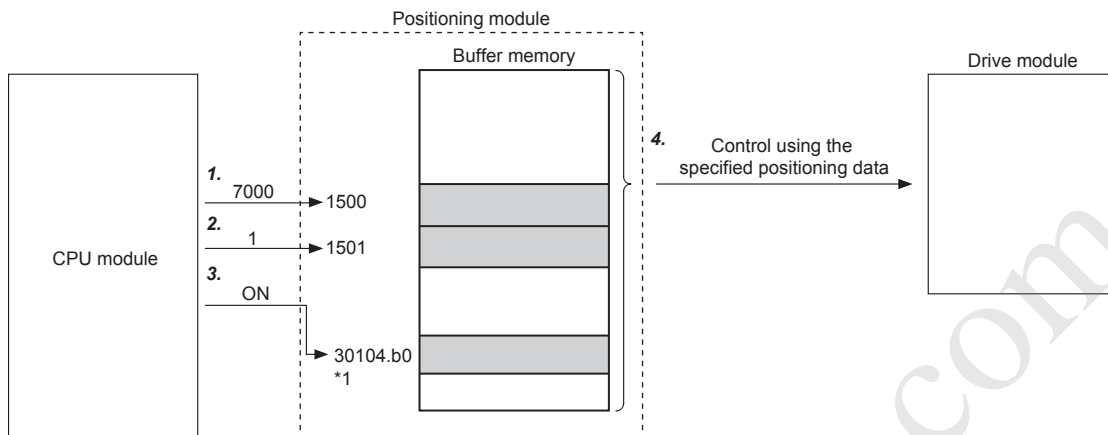 Positioning module
Buffer memory
Drive module
CPU module
1.
7000
1500
2.
1
1501
3.
ON
30104.b0
*1
4.
Control using the
specified positioning data
com